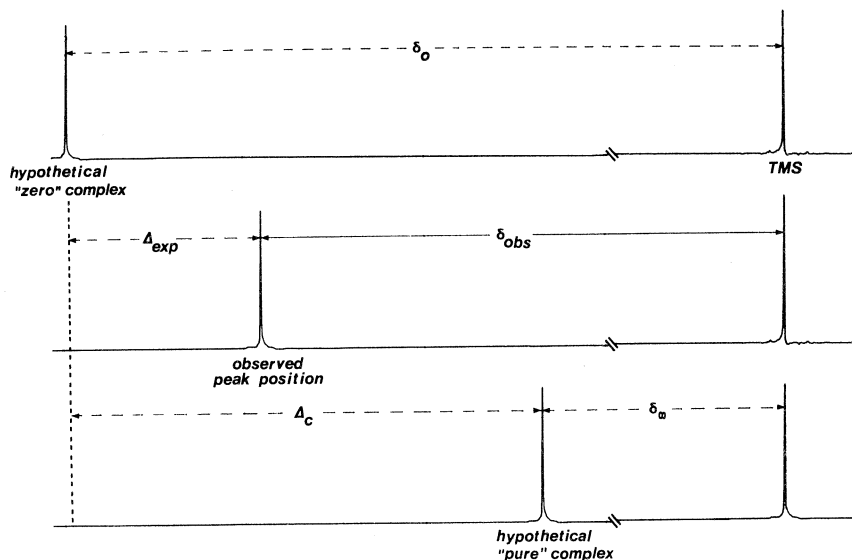 δo
hypothetical
"zero" complex
TMS
Δexp
δobs
observed
peak position
Δc
δ∞
hypothetical
"pure" complex